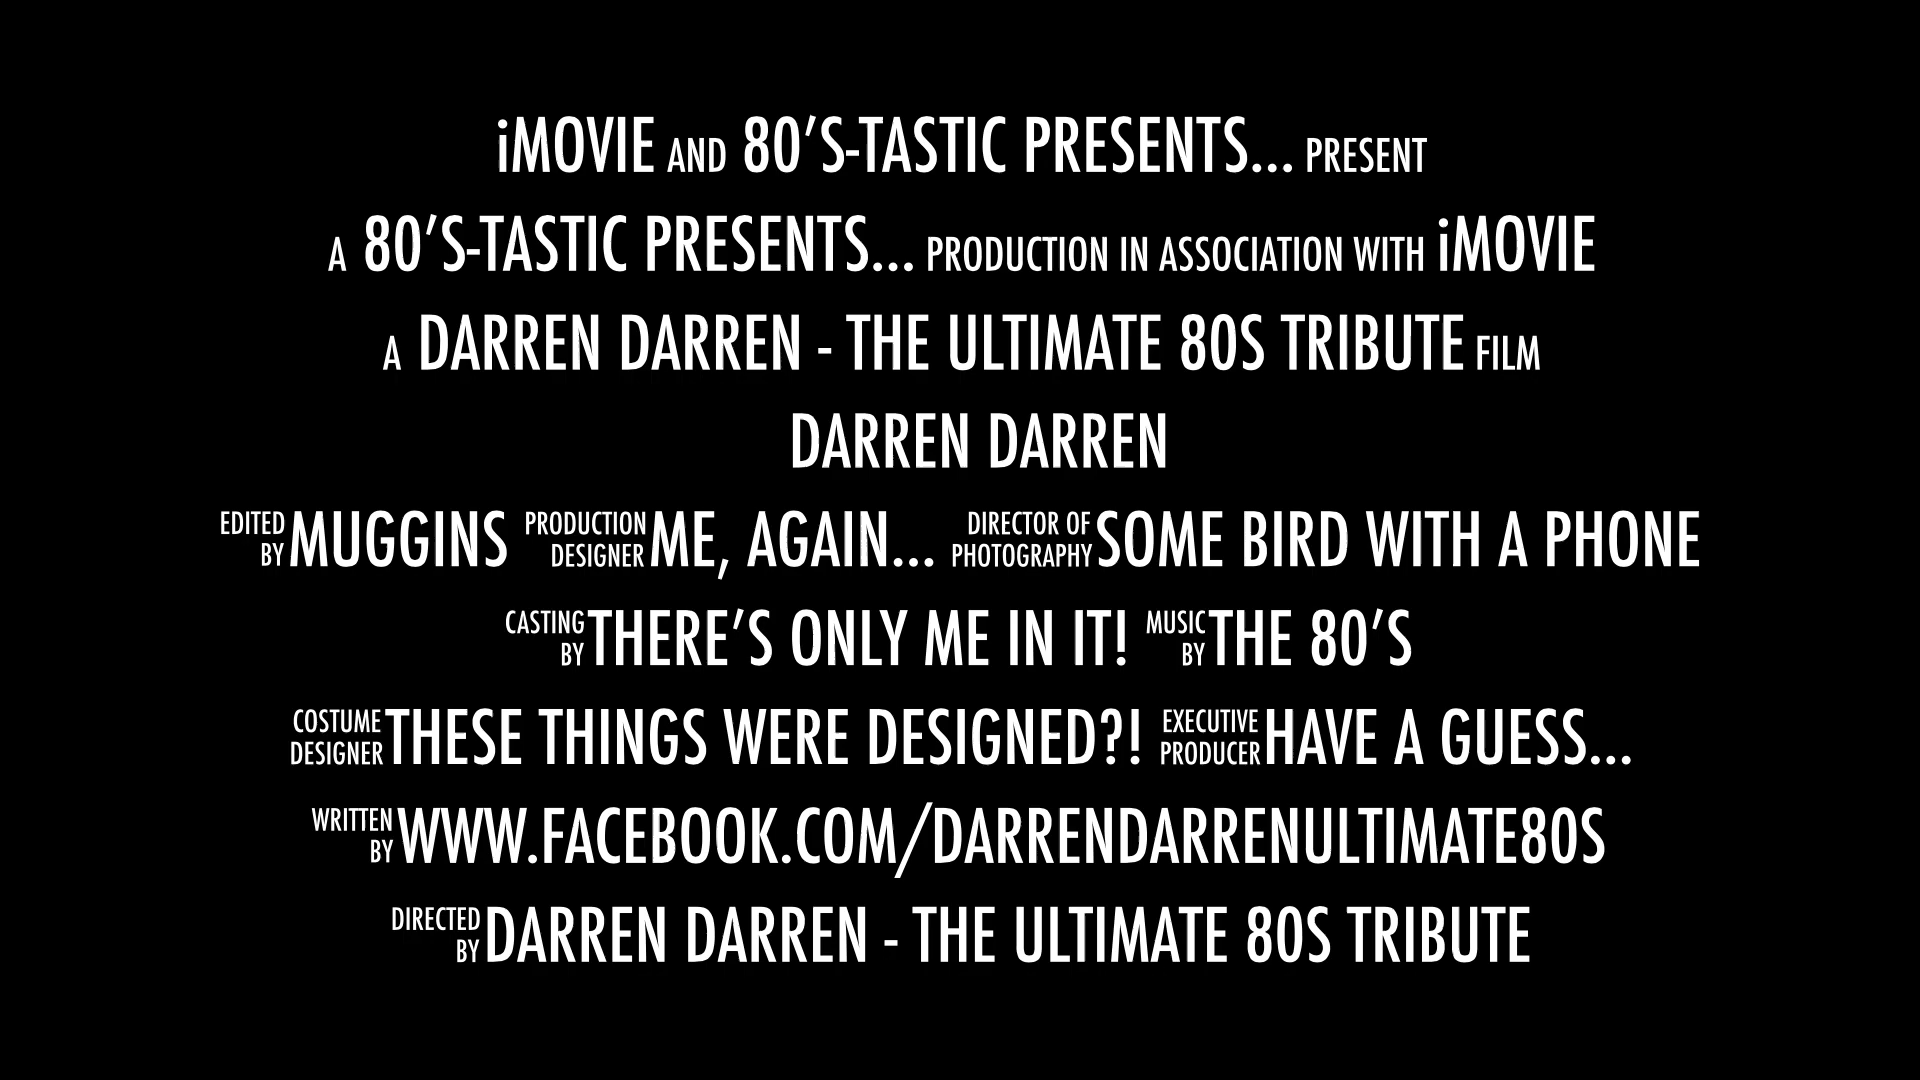 iMOVIE AND 80'S-TASTIC PRESENTS... PRESENT
A 80'S-TASTIC PRESENTS... PRODUCTION IN ASSOCIATION WITH iMOVIE
A DARREN DARREN - THE ULTIMATE 80S TRIBUTE FILM
DARREN DARREN
EDITED BY MUGGINS PRODUCTION DESIGNER ME, AGAIN... DIRECTOR OF PHOTOGRAPHY SOME BIRD WITH A PHONE
CASTING BY THERE'S ONLY ME IN IT! MUSIC BY THE 80'S
COSTUME DESIGNER THESE THINGS WERE DESIGNED?! EXECUTIVE PRODUCER HAVE A GUESS...
WRITTEN BY WWW.FACEBOOK.COM/DARRENDARRENULTIMATE80S
DIRECTED BY DARREN DARREN - THE ULTIMATE 80S TRIBUTE